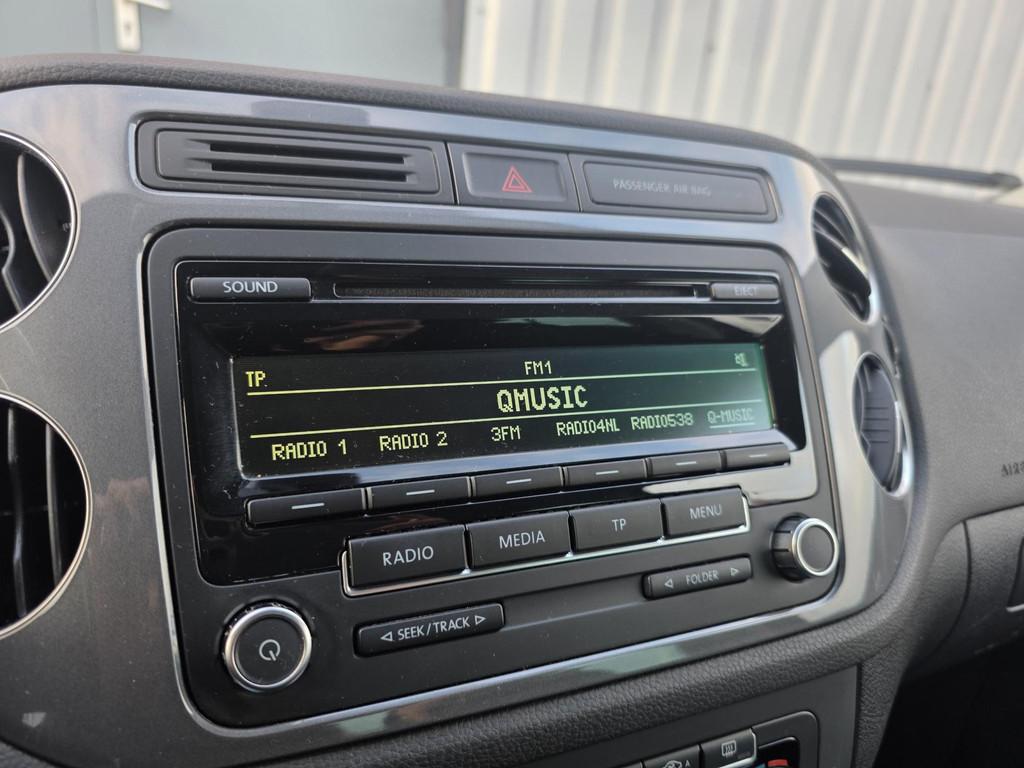 PASSENGER AIR BAG
SOUND
EJECT
TP
FM1
QMUSIC
RADIO 1 RADIO 2 3FM RADIO4NL RADIO538 Q-MUSIC
RADIO MEDIA TP MENU
SEEK / TRACK
FOLDER
A